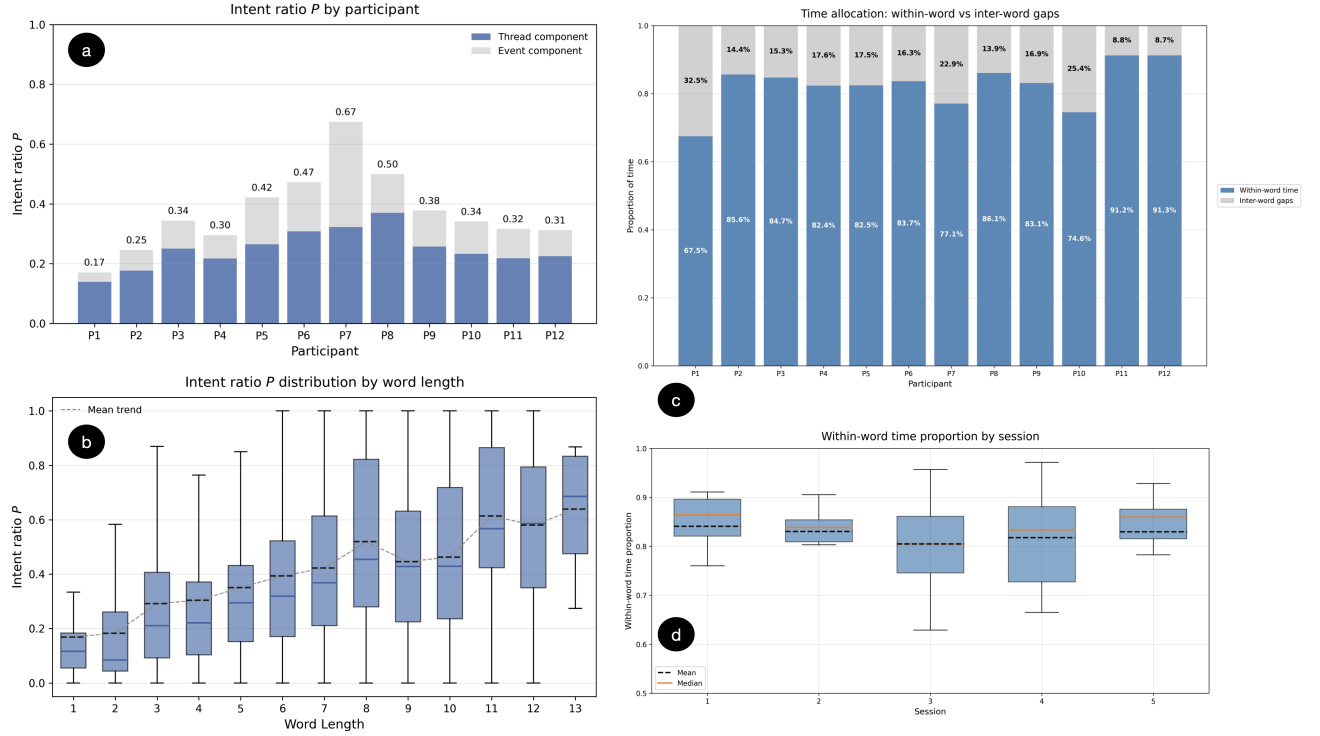 Intent ratio P by participant
a
Thread component
Event component
Intent ratio P
1.0
0.8
0.6
0.4
0.2
0.0
0.17
0.25
0.34
0.30
0.42
0.47
0.67
0.50
0.38
0.34
0.32
0.31
P1 P2 P3 P4 P5 P6 P7 P8 P9 P10 P11 P12
Participant
Intent ratio P distribution by word length
Mean trend
b
Intent ratio P
1.0
0.8
0.6
0.4
0.2
0.0
1 2 3 4 5 6 7 8 9 10 11 12 13
Word Length
Time allocation: within-word vs inter-word gaps
Proportion of time
1.0
0.8
0.6
0.4
0.2
0.0
32.5% 14.4% 15.3% 17.6% 17.5% 16.3% 22.9% 13.9% 16.9% 25.4% 8.8% 8.7%
67.5% 85.6% 84.7% 82.4% 82.5% 83.7% 77.1% 86.1% 83.1% 74.6% 91.2% 91.3%
P1 P2 P3 P4 P5 P6 P7 P8 P9 P10 P11 P12
Participant
Within-word time
Inter-word gaps
c
Within-word time proportion by session
Within-word time proportion
1.0
0.9
0.8
0.7
0.6
0.5
d
Mean
Median
1 2 3 4 5
Session